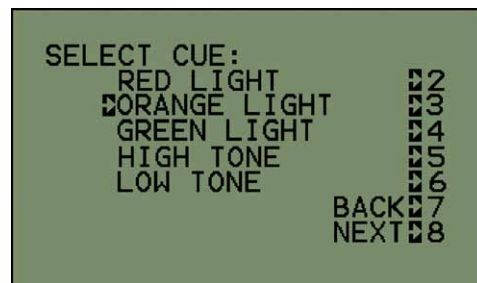 SELECT CUE:
RED LIGHT 2
ORANGE LIGHT 3
GREEN LIGHT 4
HIGH TONE 5
LOW TONE 6
BACK 7
NEXT 8